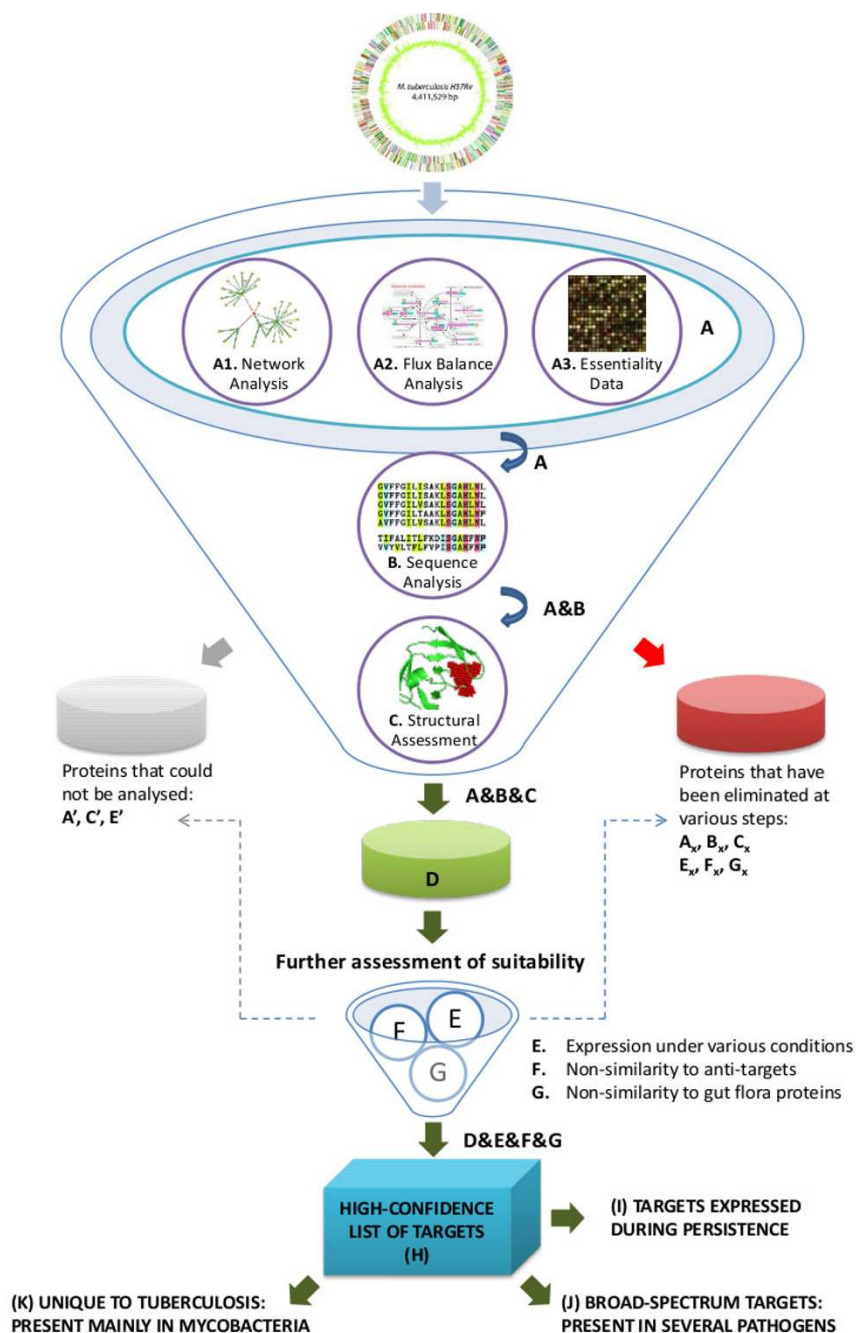 M. tuberculosis H37Rv
4,411,529 bp
A1. Network
Analysis
A2. Flux Balance
Analysis
A3. Essentiality
Data
A
A
GVFFGILISAKLSGAHLNL
GVFFGILVSAKLSGAHLNL
GVFFGILVSAKLSGAHLNL
GVFFGILTAAKLSGAHLNP
AVFFGILVSAKLSGAHLNL
TIFALITLFKDISGAHFNP
VVYVLTFLFVPISGAHFNP
B. Sequence
Analysis
A&B
C. Structural
Assessment
Proteins that could
not be analysed:
A’, C’, E’
A&B&C
Proteins that have
been eliminated at
various steps:
Ax, Bx, Cx
Ex, Fx, Gx
D
Further assessment of suitability
F
E
G
E. Expression under various conditions
F. Non-similarity to anti-targets
G. Non-similarity to gut flora proteins
D&E&F&G
HIGH-CONFIDENCE
LIST OF TARGETS
(H)
(I) TARGETS EXPRESSED
DURING PERSISTENCE
(K) UNIQUE TO TUBERCULOSIS:
PRESENT MAINLY IN MYCOBACTERIA
(J) BROAD-SPECTRUM TARGETS:
PRESENT IN SEVERAL PATHOGENS